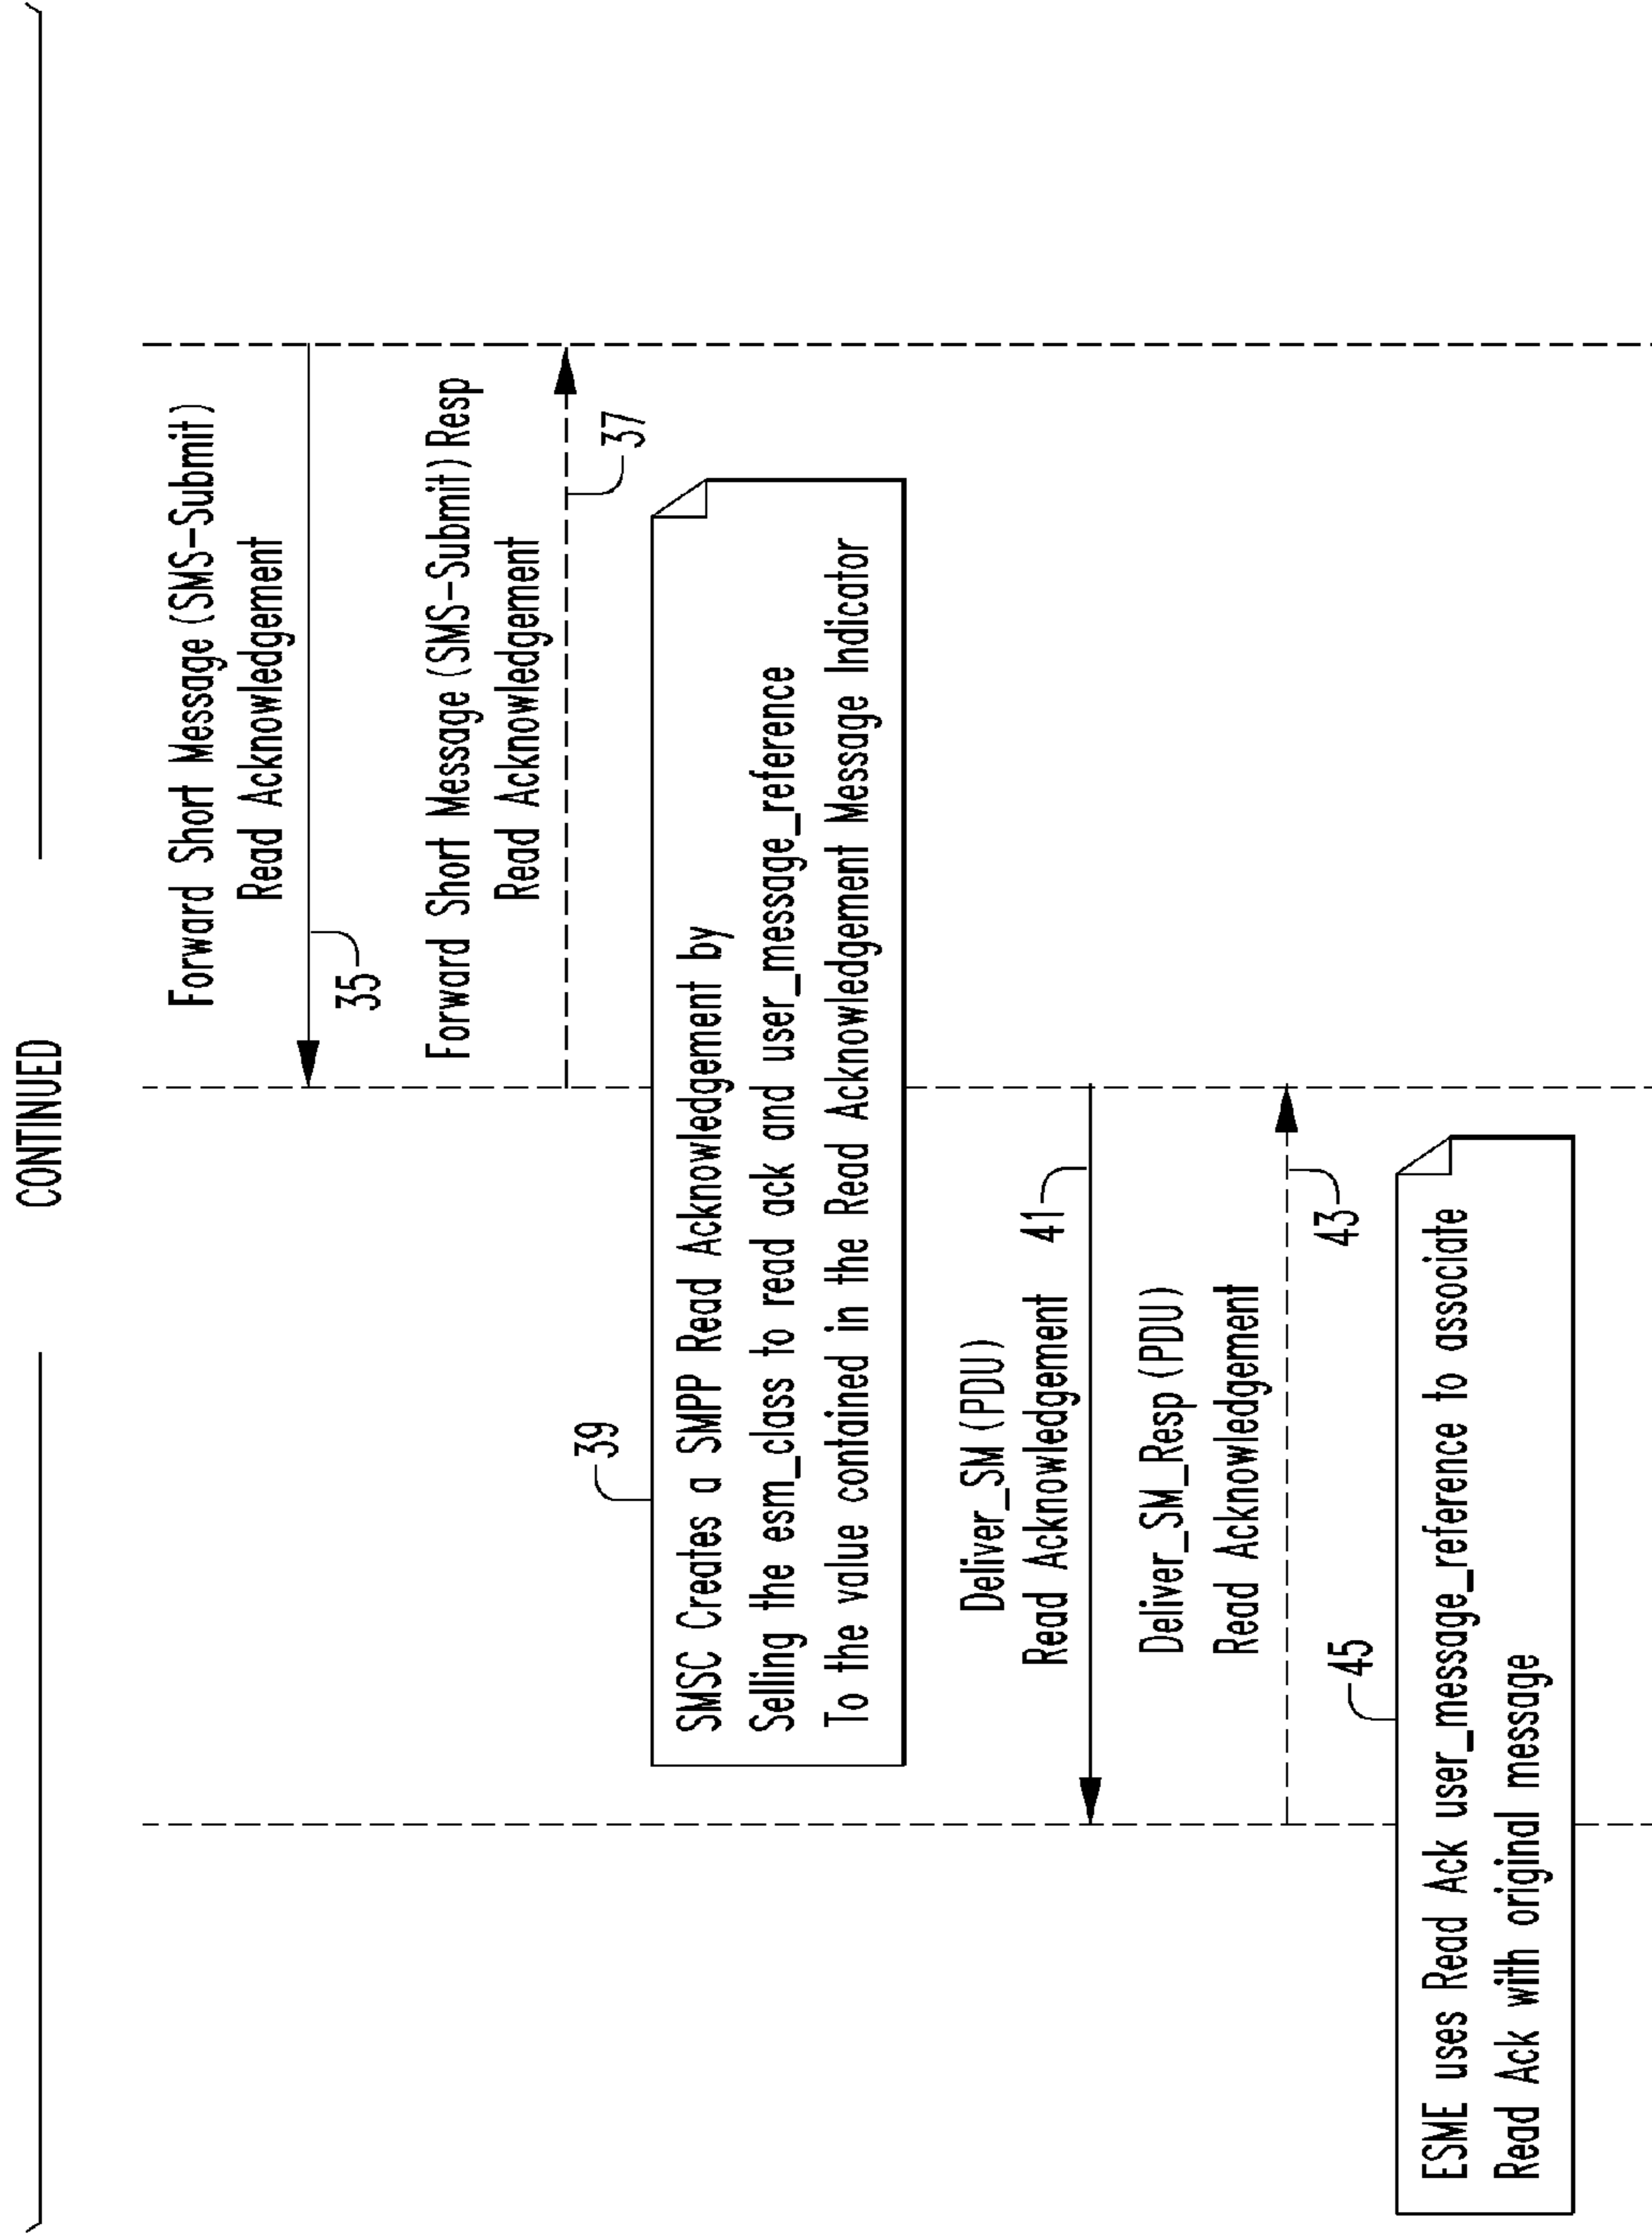 CONTINUED
Forward Short Message (SMS-Submit)
Read Acknowledgement
35
Forward Short Message (SMS-Submit) Resp
Read Acknowledgement
37
39
SMSC Creates a SMPP Read Acknowledgement by
Selling the esm_class to read ack and user_message_reference
To the value contained in the Read Acknowledgement Message Indicator
Deliver_SM (PDU)
Read Acknowledgement
41
Deliver_SM_Resp (PDU)
Read Acknowledgement
43
45
ESME uses Read Ack user_message_reference to associate
Read Ack with original message